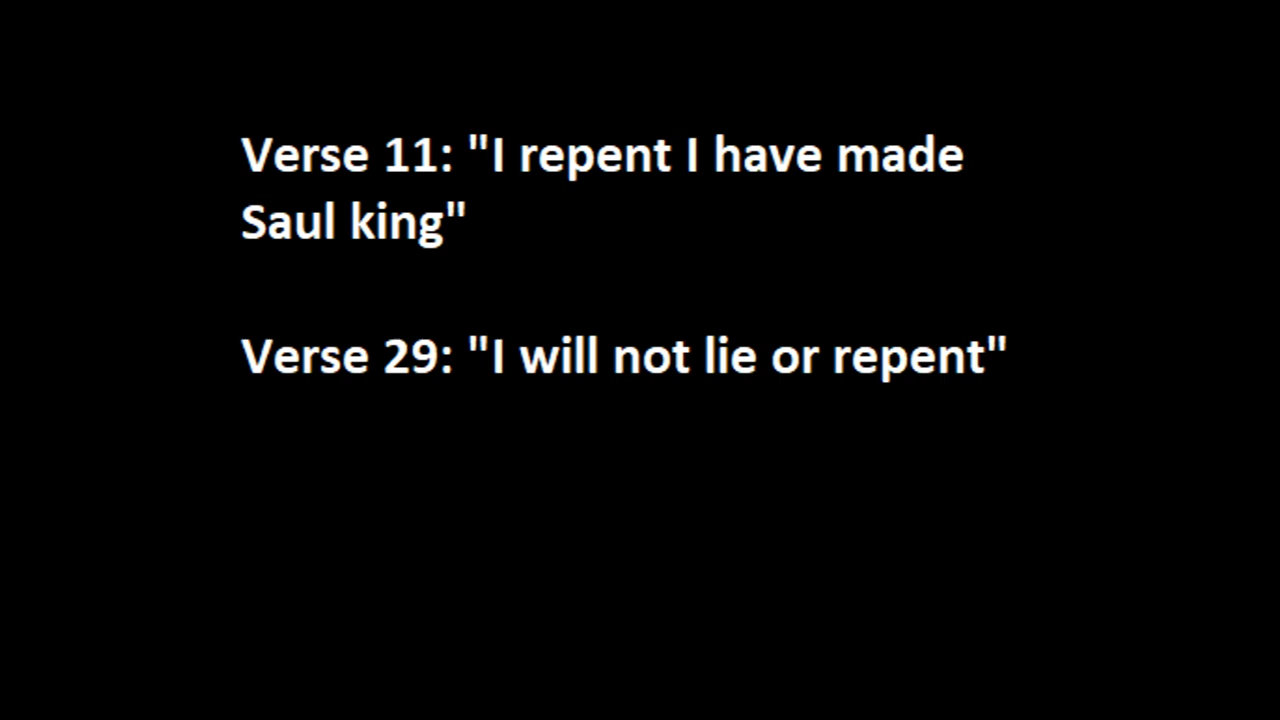 Verse 11: "I repent I have made
Saul king"
Verse 29: "I will not lie or repent"